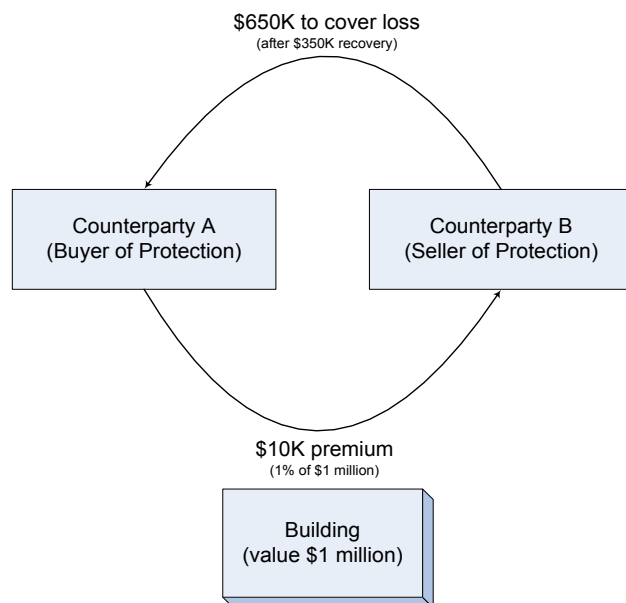 $650K to cover loss
(after $350K recovery)
Counterparty A
(Buyer of Protection)
Counterparty B
(Seller of Protection)
$10K premium
(1% of $1 million)
Building
(value $1 million)